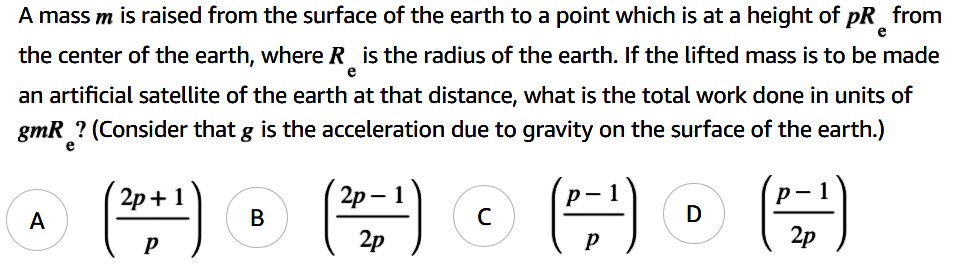 A mass m is raised from the surface of the earth to a point which is at a height of pR_e from
the center of the earth, where R_e is the radius of the earth. If the lifted mass is to be made
an artificial satellite of the earth at that distance, what is the total work done in units of
gmR_e? (Consider that g is the acceleration due to gravity on the surface of the earth.)
A ((2p + 1)/p) B ((2p − 1)/2p) C ((p − 1)/p) D ((p − 1)/2p)